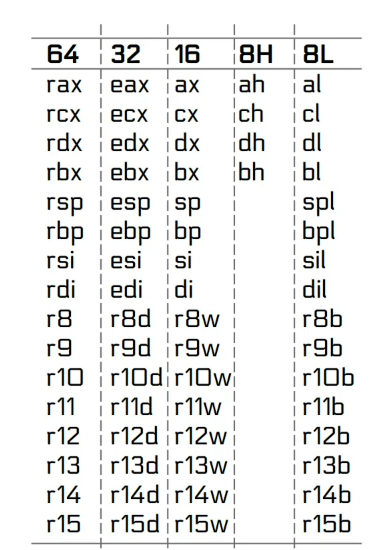 64 32 16 8H 8L
rax eax ax ah al
rcx ecx cx ch cl
rdx edx dx dh dl
rbx ebx bx bh bl
rsp esp sp spl
rbp ebp bp bpl
rsi esi si sil
rdi edi di dil
r8 r8d r8w r8b
r9 r9d r9w r9b
r10 r10d r10w r10b
r11 r11d r11w r11b
r12 r12d r12w r12b
r13 r13d r13w r13b
r14 r14d r14w r14b
r15 r15d r15w r15b